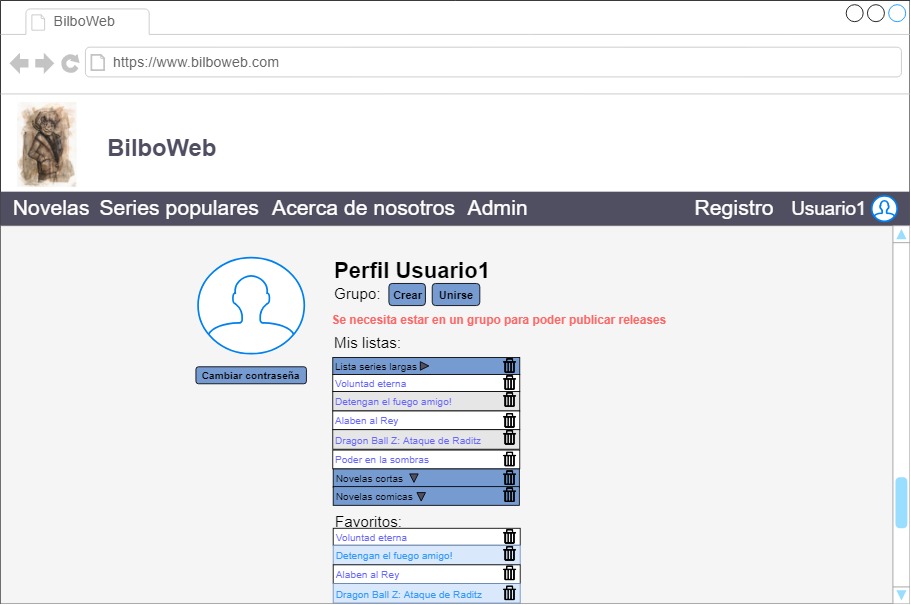 BilboWeb
https://www.bilboweb.com
BilboWeb
Novelas Series populares Acerca de nosotros Admin Registro Usuario1
Perfil Usuario1
Grupo: Crear Unirse
Se necesita estar en un grupo para poder publicar releases
Mis listas:
Cambiar contraseña
Lista series largas
Voluntad eterna
Detengan el fuego amigo!
Alaben al Rey
Dragon Ball Z: Ataque de Raditz
Poder en la sombras
Novelas cortas
Novelas comicas
Favoritos:
Voluntad eterna
Detengan el fuego amigo!
Alaben al Rey
Dragon Ball Z: Ataque de Raditz